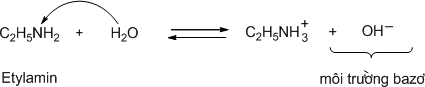 C₂H₅NH₂ + H₂O ⇌ C₂H₅NH₃⁺ + OH⁻
Etylamin môi trường bazơ